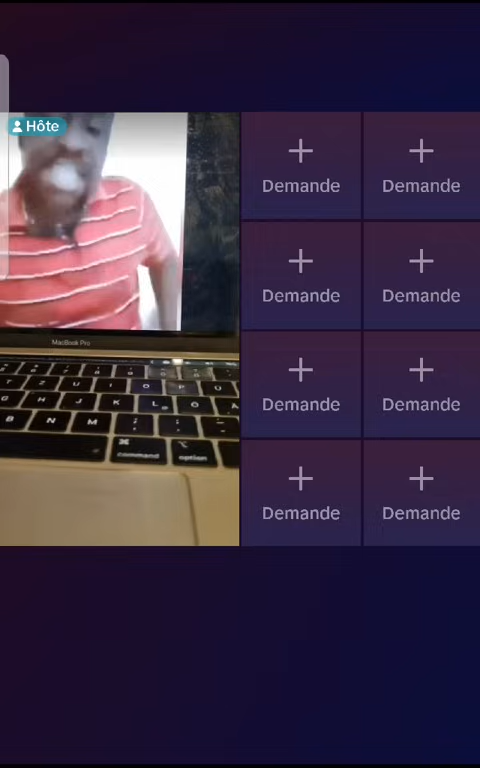 Hôte
Demande
Demande
Demande
Demande
Demande
Demande
Demande
Demande
MacBook Pro
T Z U I O P
G H J K L
B N M ; :
⌘
command
⌥
option